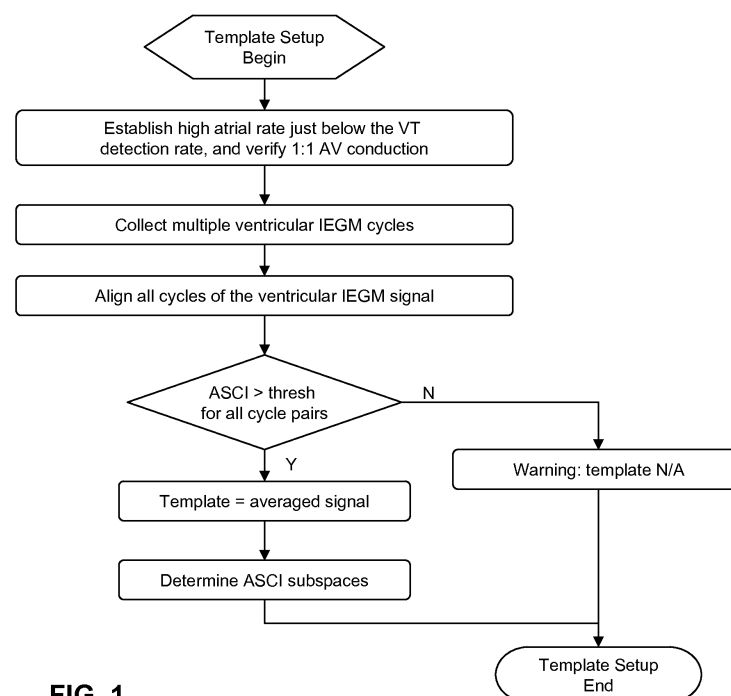 Template Setup
Begin
Establish high atrial rate just below the VT
detection rate, and verify 1:1 AV conduction
Collect multiple ventricular IEGM cycles
Align all cycles of the ventricular IEGM signal
ASCI > thresh
for all cycle pairs
N
Y
Warning: template N/A
Template = averaged signal
Determine ASCI subspaces
Template Setup
End
FIG. 1